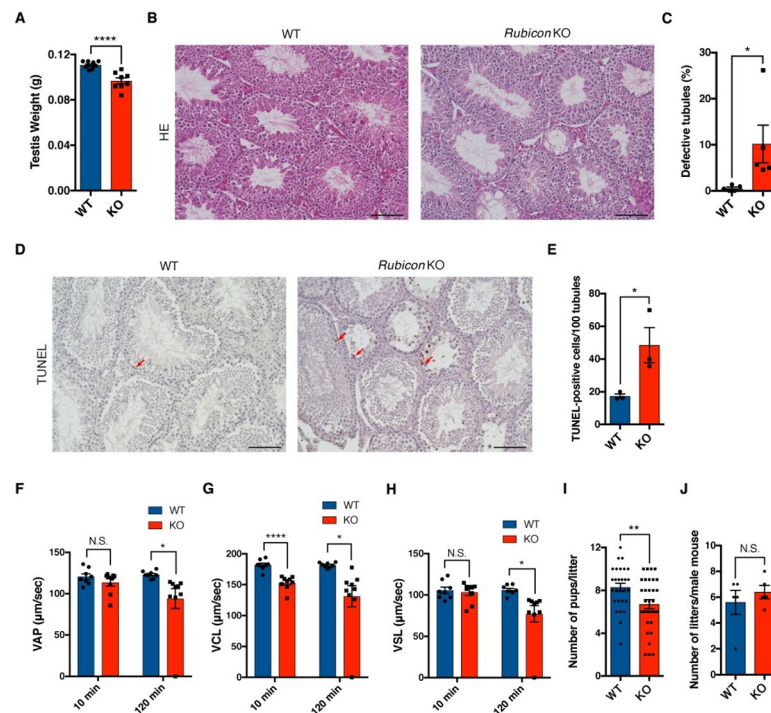 A
****
Testis Weight (g)
0.12
0.08
0.04
0.00
WT
KO
B
WT
Rubicon KO
HE
C
*
Defective tubules (%)
30
20
10
0
WT
KO
D
WT
Rubicon KO
TUNEL
E
*
TUNEL-positive cells/100 tubules
80
60
40
20
0
WT
KO
F
WT
KO
N.S.
*
VAP (μm/sec)
150
100
50
0
10 min
120 min
G
WT
KO
****
*
VCL (μm/sec)
200
150
100
50
0
10 min
120 min
H
WT
KO
N.S.
*
VSL (μm/sec)
200
150
100
50
0
10 min
120 min
I
**
Number of pups/litter
16
12
8
4
0
WT
KO
J
N.S.
Number of litters/male mouse
10
8
6
4
2
0
WT
KO